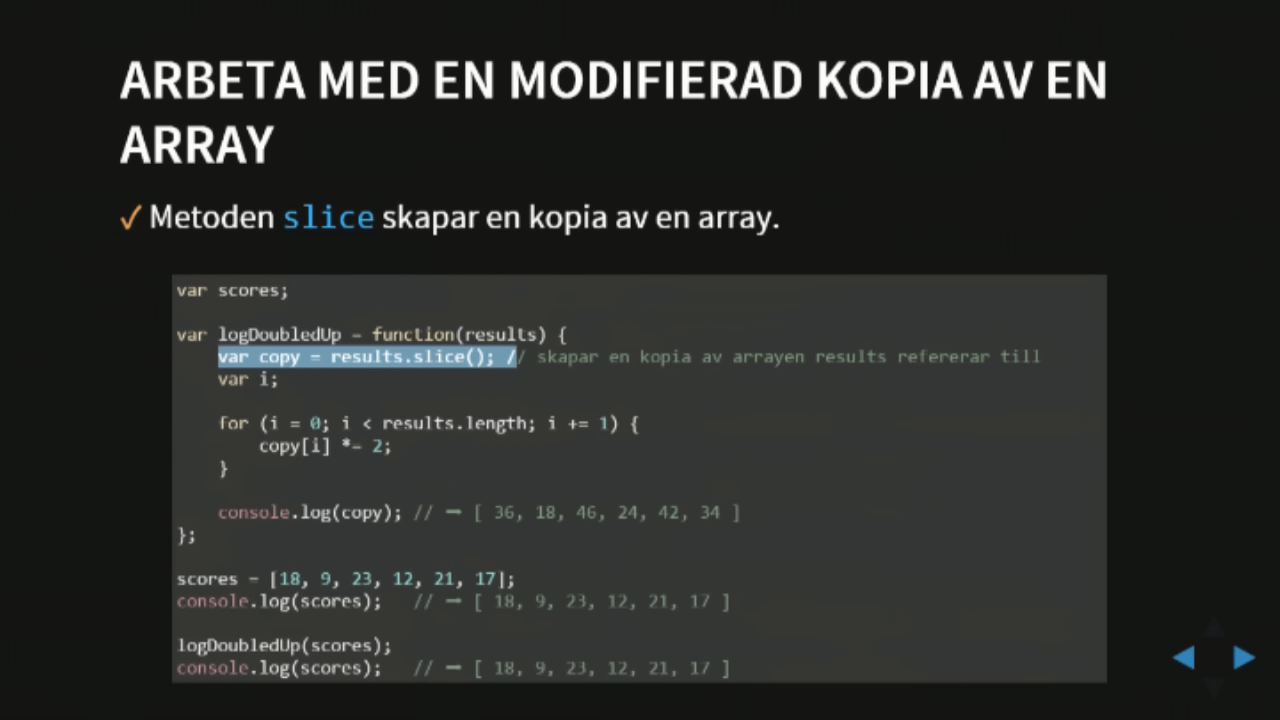 ARBETA MED EN MODIFIERAD KOPIA AV EN
ARRAY
✓ Metoden slice skapar en kopia av en array.
var scores;
var logDoubledUp = function(results) {
var copy = results.slice(); // skapar en kopia av arrayen results refererar till
var i;
for (i = 0; i < results.length; i += 1) {
copy[i] *= 2;
}
console.log(copy); // ➡ [ 36, 18, 46, 24, 42, 34 ]
};
scores = [18, 9, 23, 12, 21, 17];
console.log(scores); // ➡ [ 18, 9, 23, 12, 21, 17 ]
logDoubledUp(scores);
console.log(scores); // ➡ [ 18, 9, 23, 12, 21, 17 ]